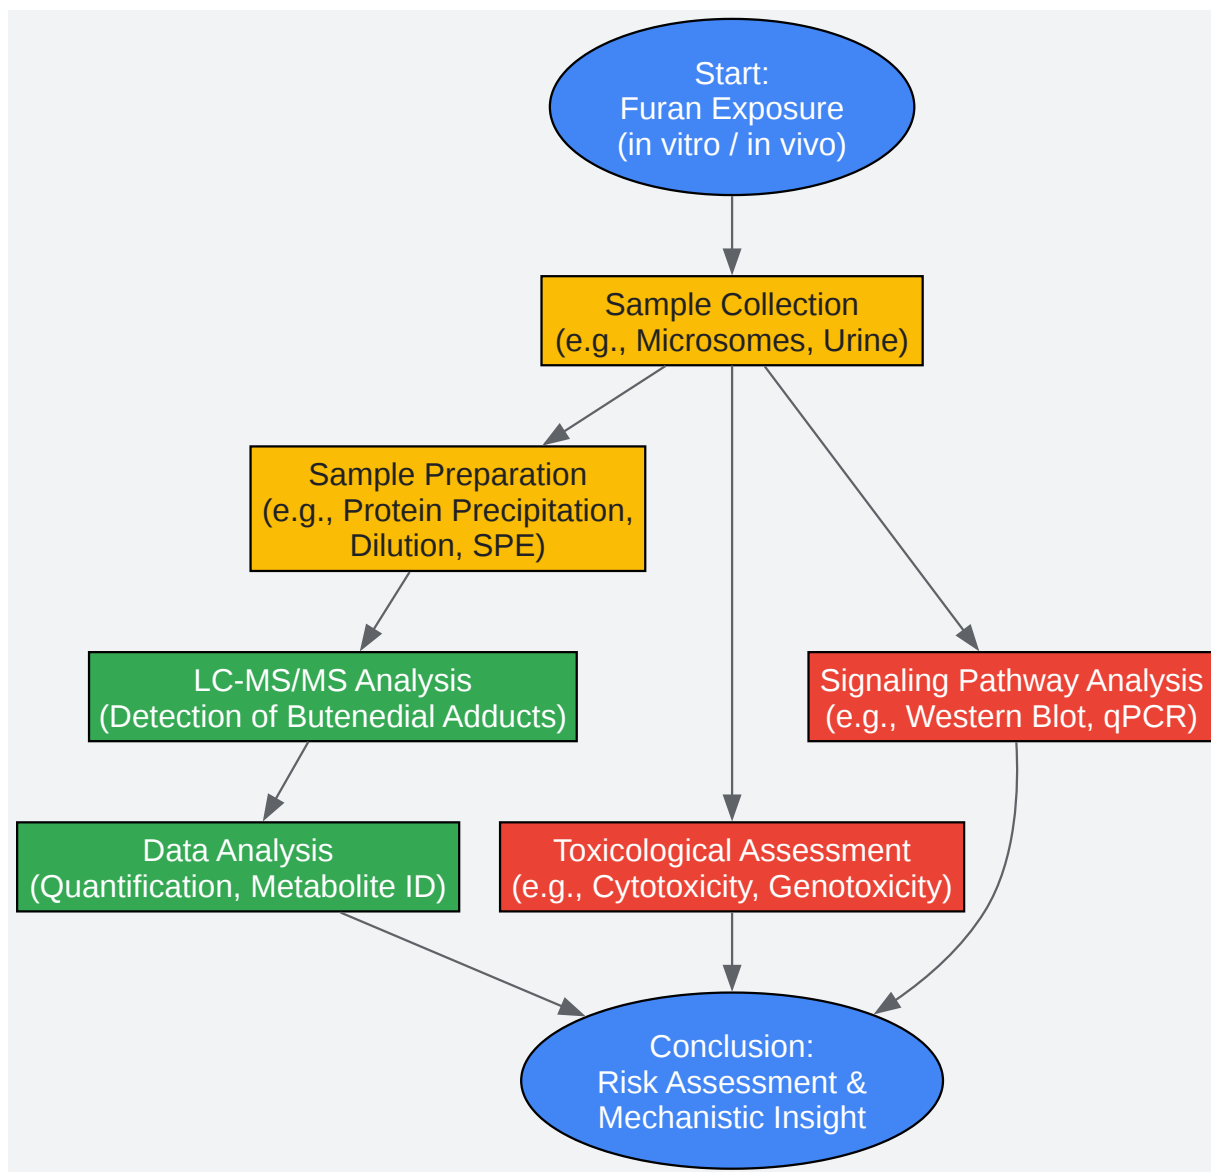 Start:
Furan Exposure
(in vitro / in vivo)
Sample Collection
(e.g., Microsomes, Urine)
Sample Preparation
(e.g., Protein Precipitation,
Dilution, SPE)
LC-MS/MS Analysis
(Detection of Butenedial Adducts)
Signaling Pathway Analysis
(e.g., Western Blot, qPCR)
Data Analysis
(Quantification, Metabolite ID)
Toxicological Assessment
(e.g., Cytotoxicity, Genotoxicity)
Conclusion:
Risk Assessment &
Mechanistic Insight